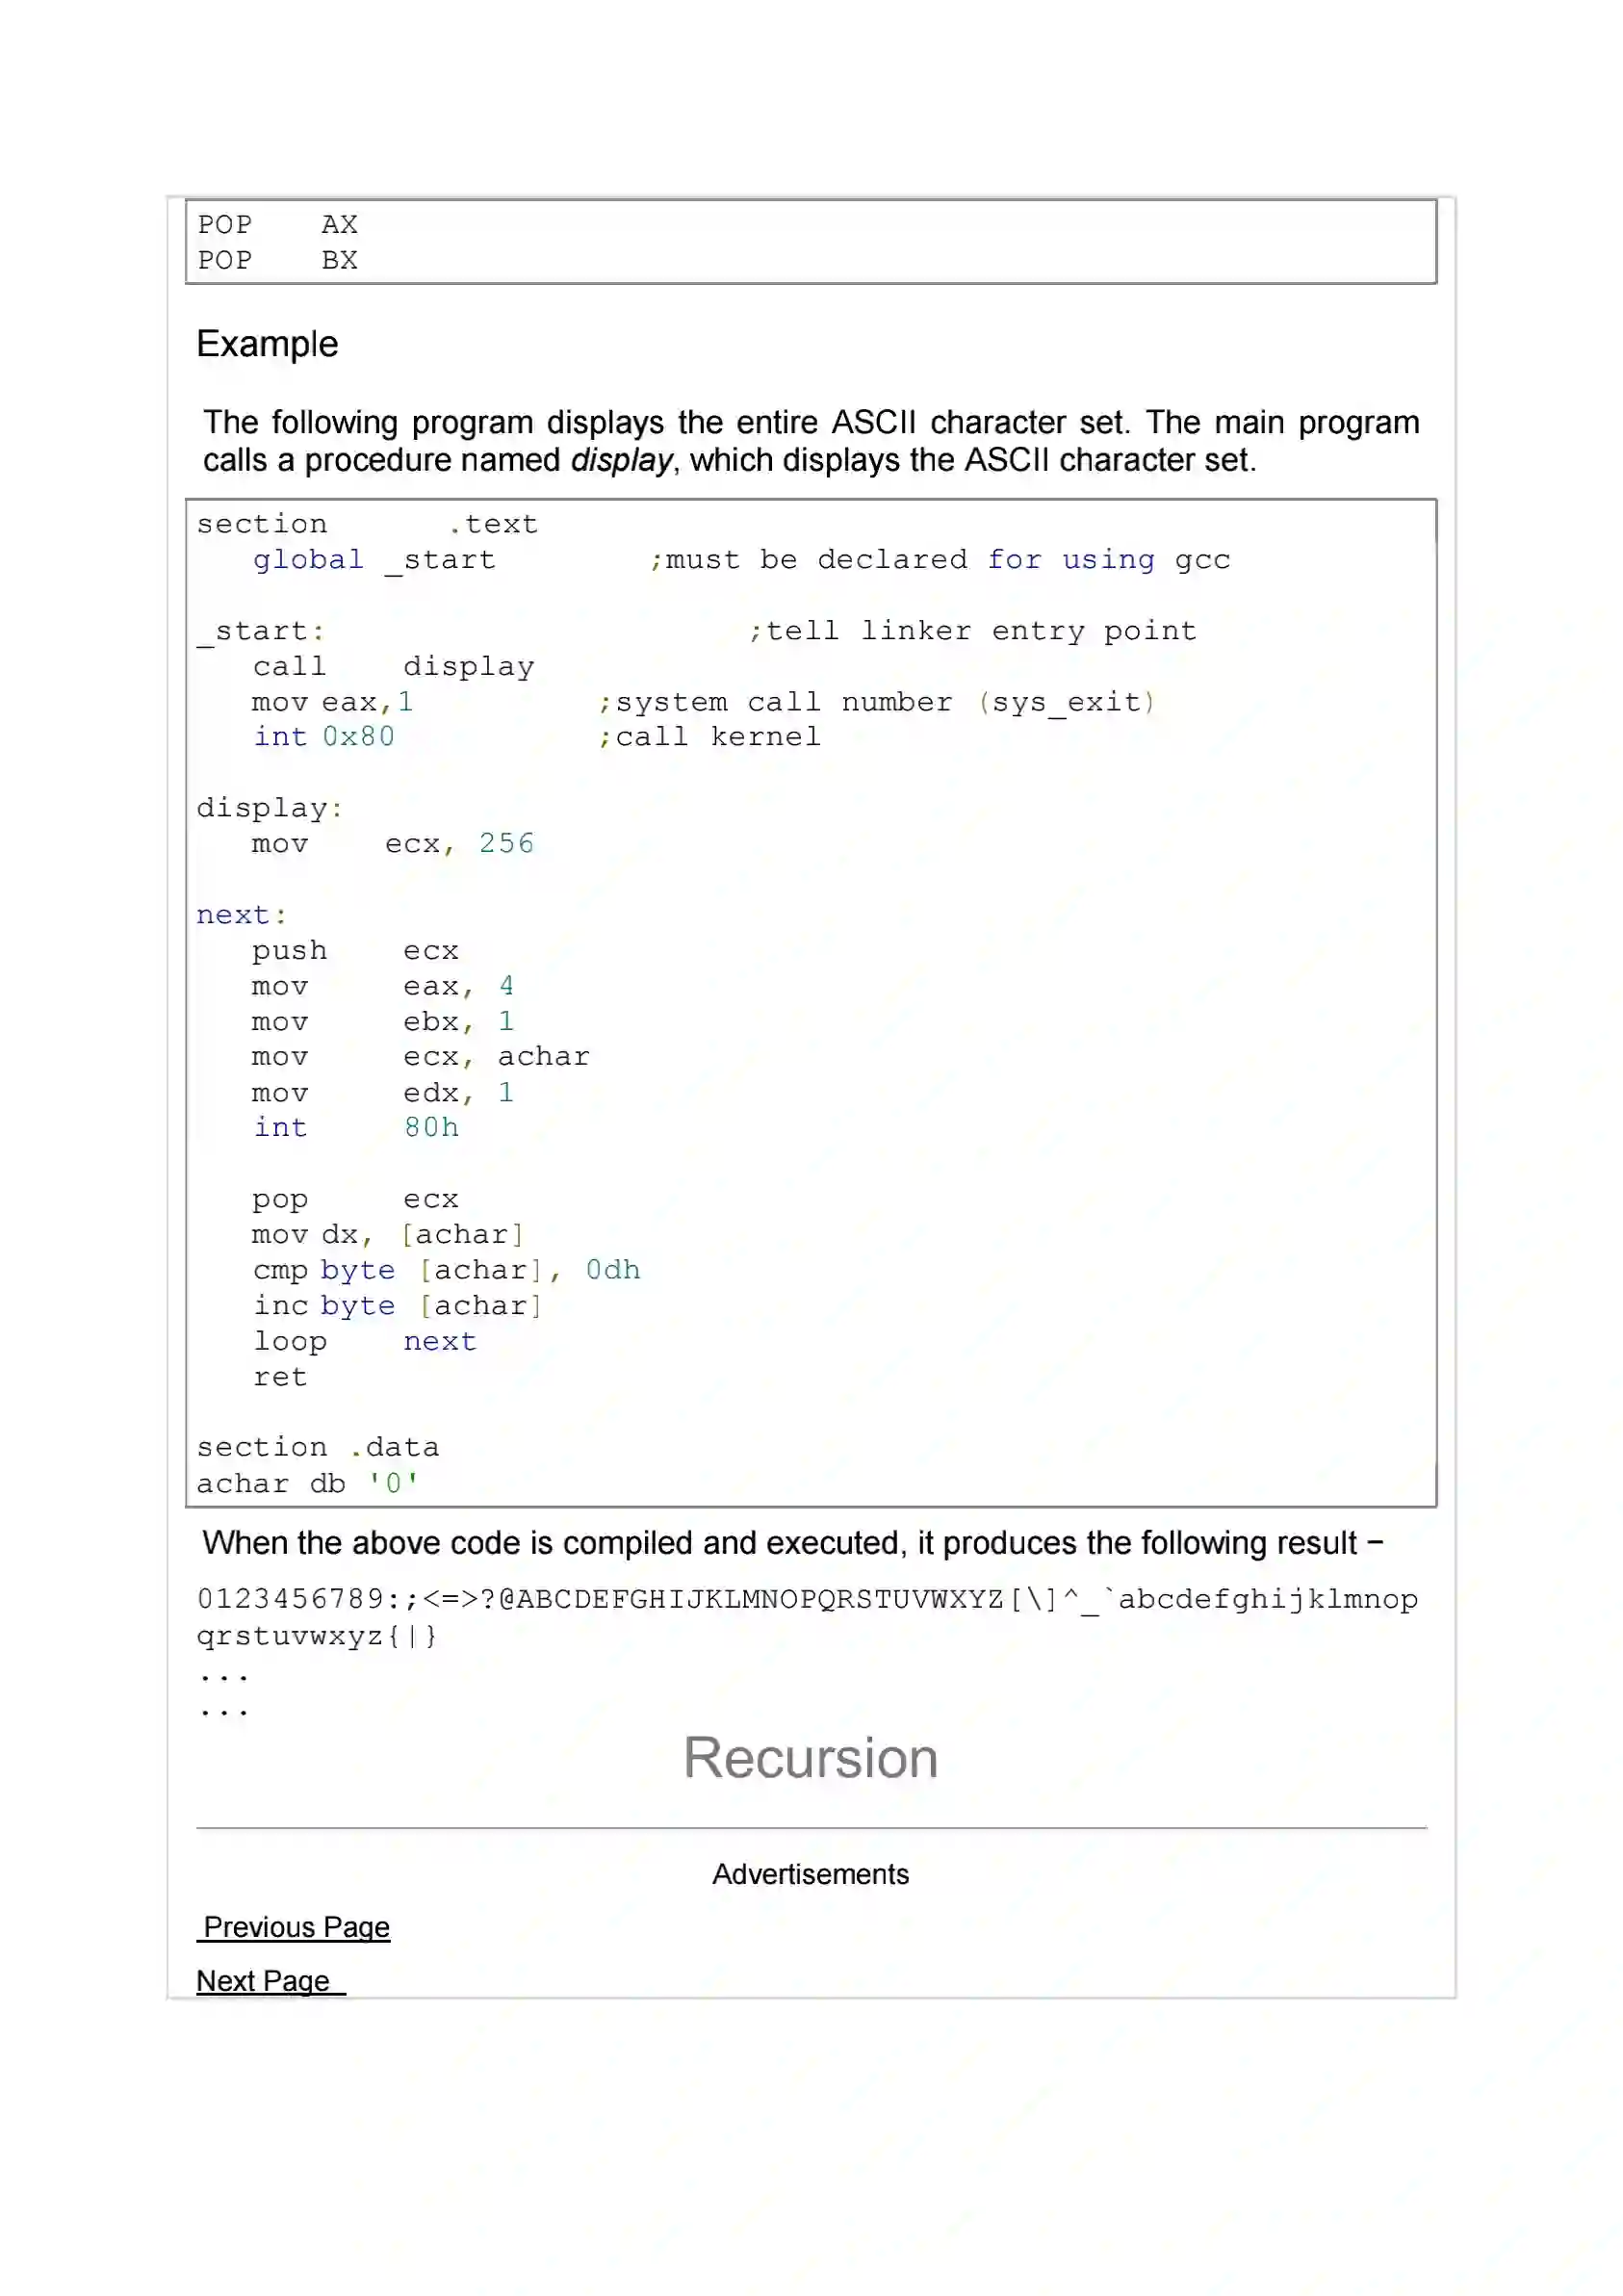 POP    AX
POP    BX
Example
The following program displays the entire ASCII character set. The main program
calls a procedure named display, which displays the ASCII character set.
section      .text
   global _start        ;must be declared for using gcc
_start:                      ;tell linker entry point
   call    display
   mov eax,1          ;system call number (sys_exit)
   int 0x80           ;call kernel
display:
   mov    ecx, 256
next:
   push    ecx
   mov     eax, 4
   mov     ebx, 1
   mov     ecx, achar
   mov     edx, 1
   int     80h
   pop     ecx
   mov dx, [achar]
   cmp byte [achar], 0dh
   inc byte [achar]
   loop    next
   ret
section .data
achar db '0'
When the above code is compiled and executed, it produces the following result −
0123456789:;<=>?@ABCDEFGHIJKLMNOPQRSTUVWXYZ[\]^_`abcdefghijklmnop
qrstuvwxyz{|}
...
...
Recursion
Advertisements
Previous Page
Next Page